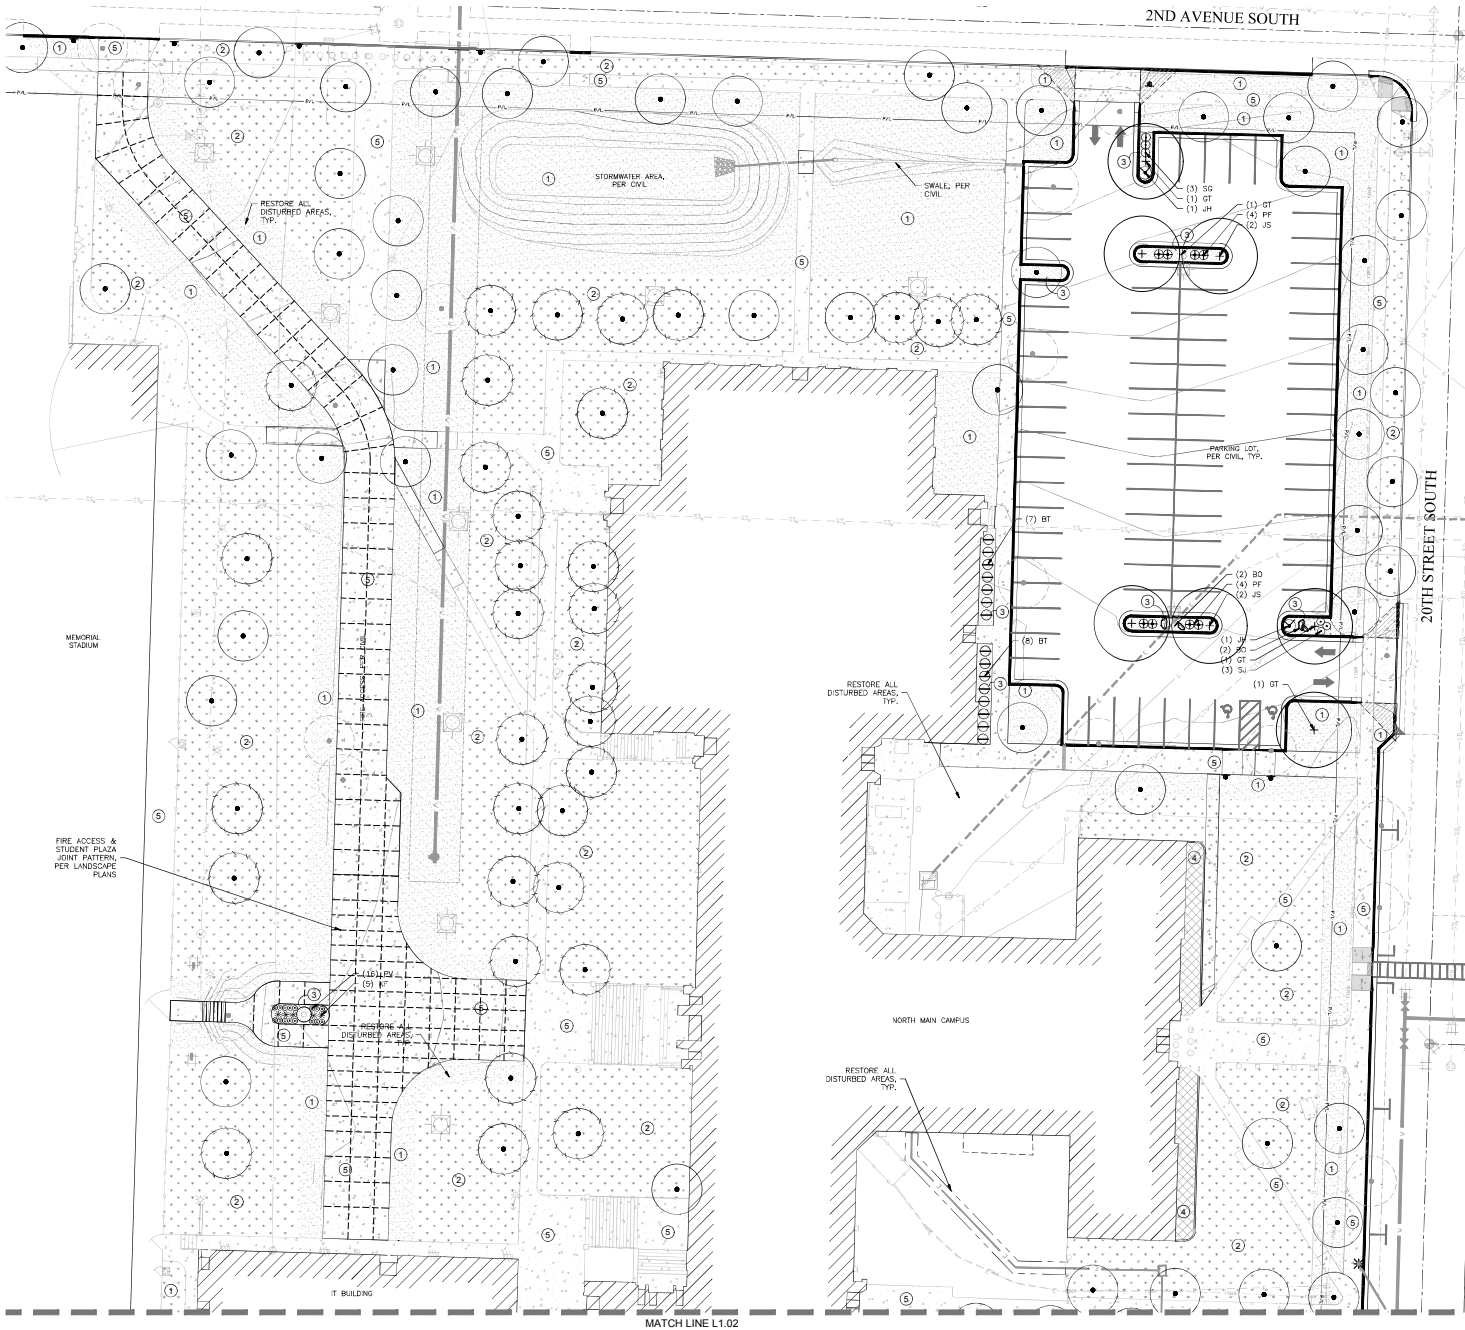 2ND AVENUE SOUTH
STORMWATER AREA,
PER CIVIL
SWALE, PER
CIVIL
(3) SG
(1) GT
(1) JH
(1) GT
(4) PF
(2) JS
RESTORE ALL
DISTURBED AREAS,
TYP.
PARKING LOT,
PER CIVIL, TYP.
20TH STREET SOUTH
(7) BT
(2) BO
(4) PF
(2) JS
MEMORIAL
STADIUM
(8) BT
(1) JH
(2) BO
(1) GT
(3) SJ
(1) GT
RESTORE ALL
DISTURBED AREAS,
TYP.
FIRE ACCESS &
STUDENT PLAZA
JOINT PATTERN,
PER LANDSCAPE
PLANS
(16) PV
(5) KF
RESTORE ALL
DISTURBED AREAS,
TYP.
NORTH MAIN CAMPUS
RESTORE ALL
DISTURBED AREAS,
TYP.
IT BUILDING
MATCH LINE L1.02